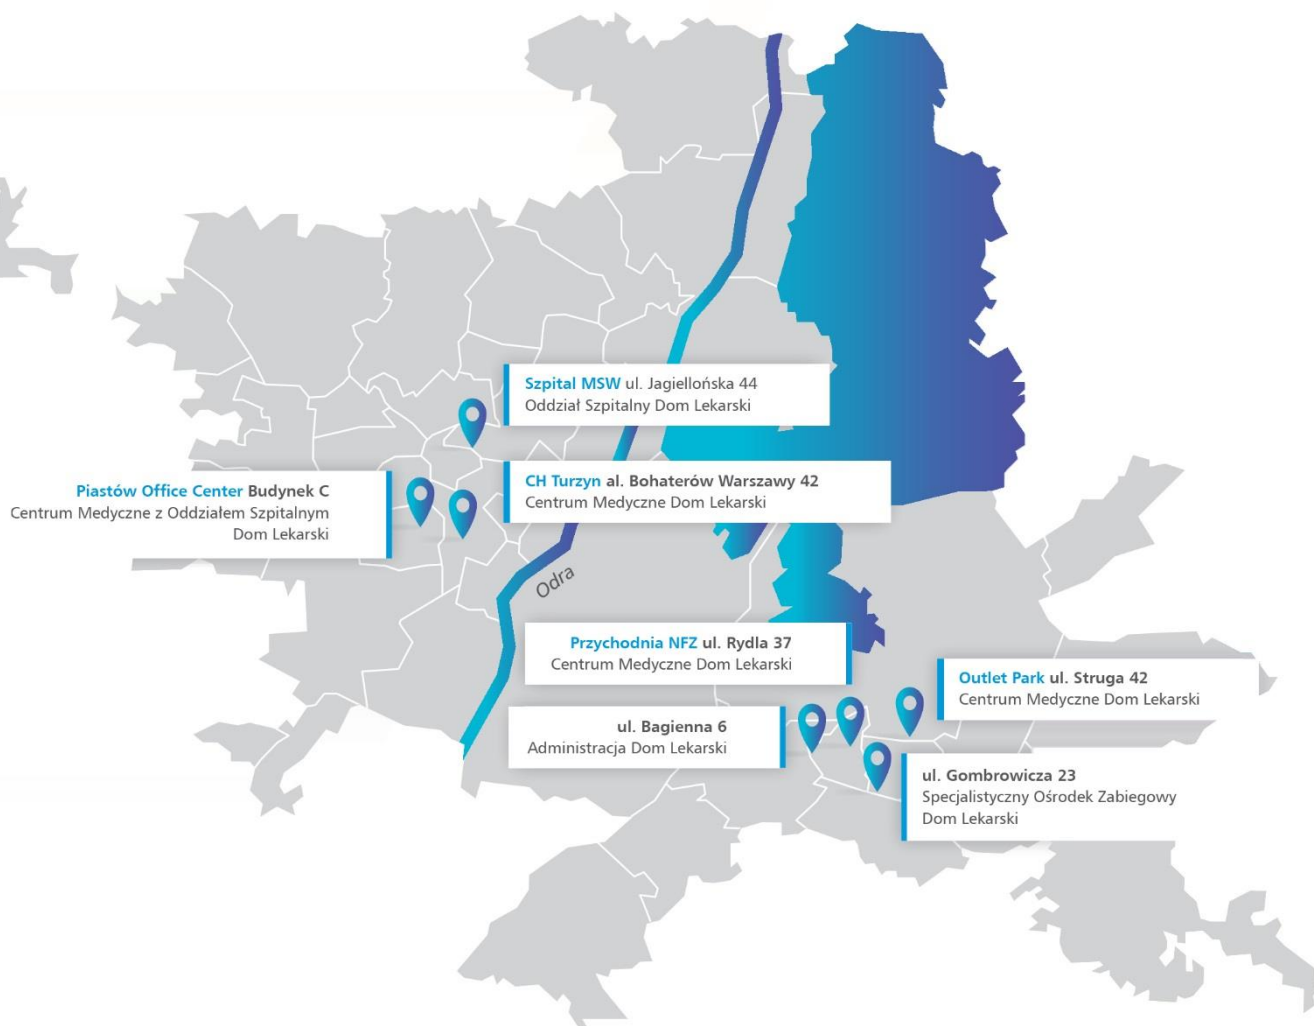 Szpital MSW ul. Jagiellońska 44
Oddział Szpitalny Dom Lekarski
Piastów Office Center Budynek C
Centrum Medyczne z Oddziałem Szpitalnym
Dom Lekarski
CH Turzyn al. Bohaterów Warszawy 42
Centrum Medyczne Dom Lekarski
Odra
Przychodnia NFZ ul. Rydla 37
Centrum Medyczne Dom Lekarski
Outlet Park ul. Struga 42
Centrum Medyczne Dom Lekarski
ul. Bagienna 6
Administracja Dom Lekarski
ul. Gombrowicza 23
Specjalistyczny Ośrodek Zabiegowy
Dom Lekarski